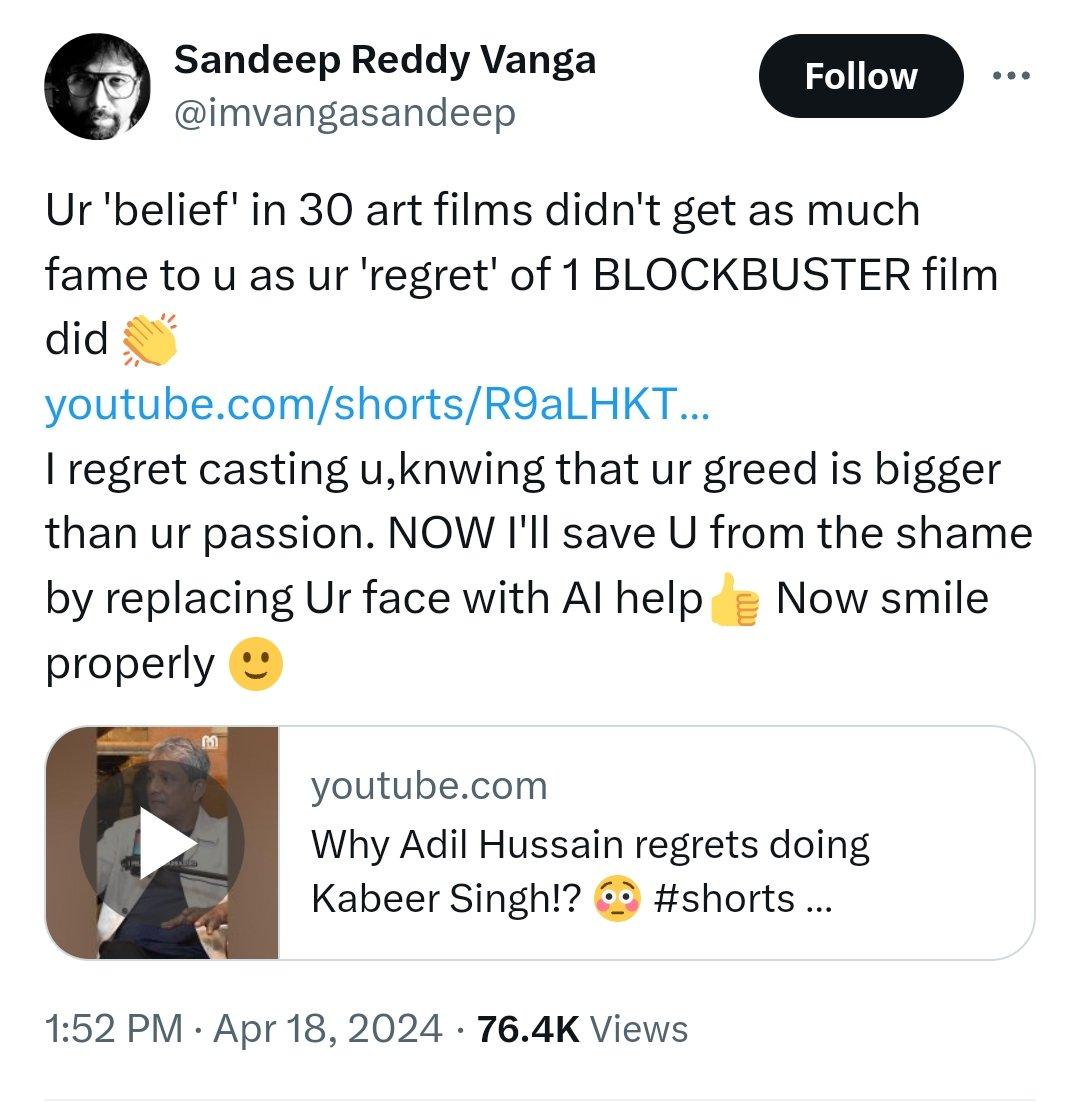 Sandeep Reddy Vanga
@imvangasandeep
Follow
Ur 'belief' in 30 art films didn't get as much
fame to u as ur 'regret' of 1 BLOCKBUSTER film
did 👏
youtube.com/shorts/R9aLHKT...
I regret casting u,knwing that ur greed is bigger
than ur passion. NOW I'll save U from the shame
by replacing Ur face with AI help👍 Now smile
properly 🙂
youtube.com
Why Adil Hussain regrets doing
Kabeer Singh!? 😳 #shorts ...
1:52 PM · Apr 18, 2024 · 76.4K Views